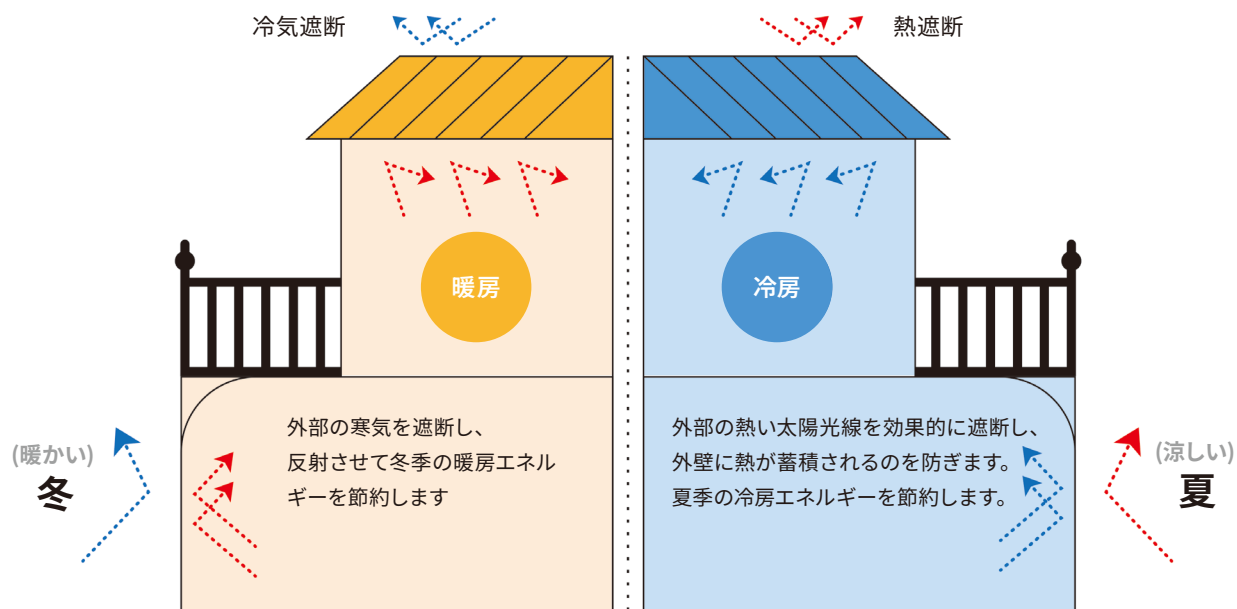 冷気遮断
熱遮断
暖房
冷房
(暖かい)
冬
外部の寒気を遮断し、
反射させて冬季の暖房エネル
ギーを節約します
外部の熱い太陽光線を効果的に遮断し、
外壁に熱が蓄積されるのを防ぎます。
夏季の冷房エネルギーを節約します。
(涼しい)
夏